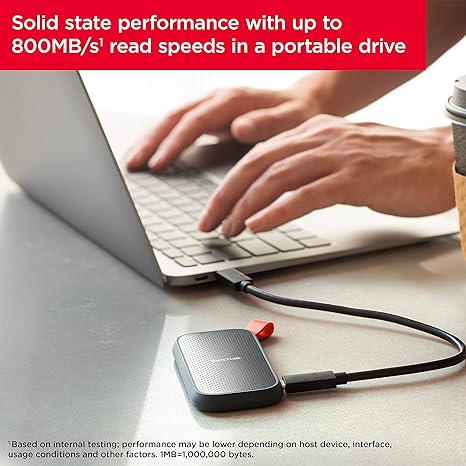 Solid state performance with up to
800MB/s¹ read speeds in a portable drive
SanDisk
¹Based on internal testing; performance may be lower depending on host device, interface,
usage conditions and other factors. 1MB=1,000,000 bytes.